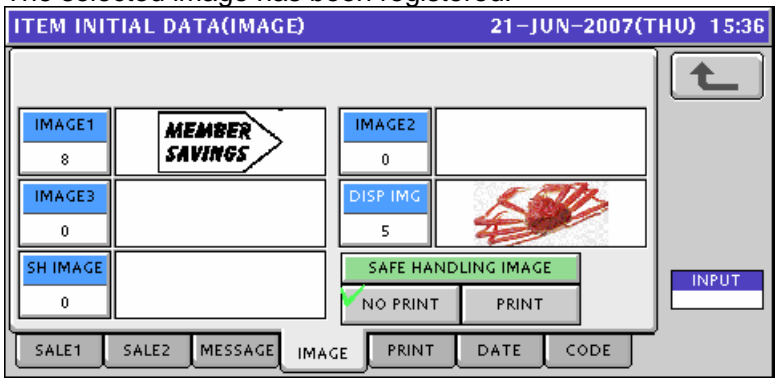 The selected image has been registered.
ITEM INITIAL DATA(IMAGE) 21-JUN-2007(THU) 15:36
IMAGE1 MEMBER SAVINGS IMAGE2
8 0
IMAGE3 DISP IMG
0 5
SH IMAGE SAFE HANDLING IMAGE
0 NO PRINT PRINT
INPUT
SALE1 SALE2 MESSAGE IMAGE PRINT DATE CODE